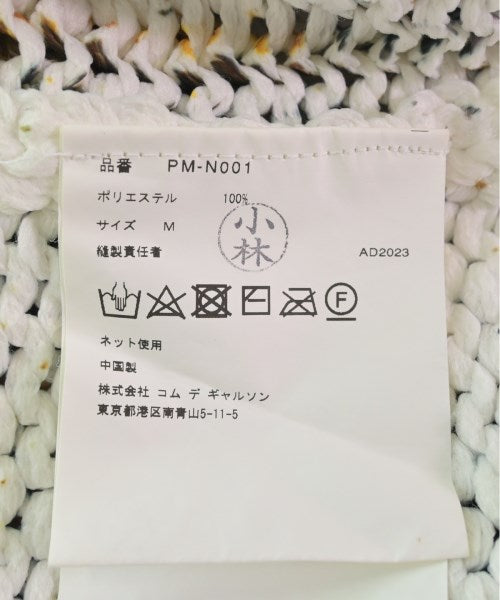 品番 PM-N001
ポリエステル 100%
サイズ M
縫製責任者 小林 AD2023
F
ネット使用
中国製
株式会社 コム デ ギャルソン
東京都港区南青山5-11-5